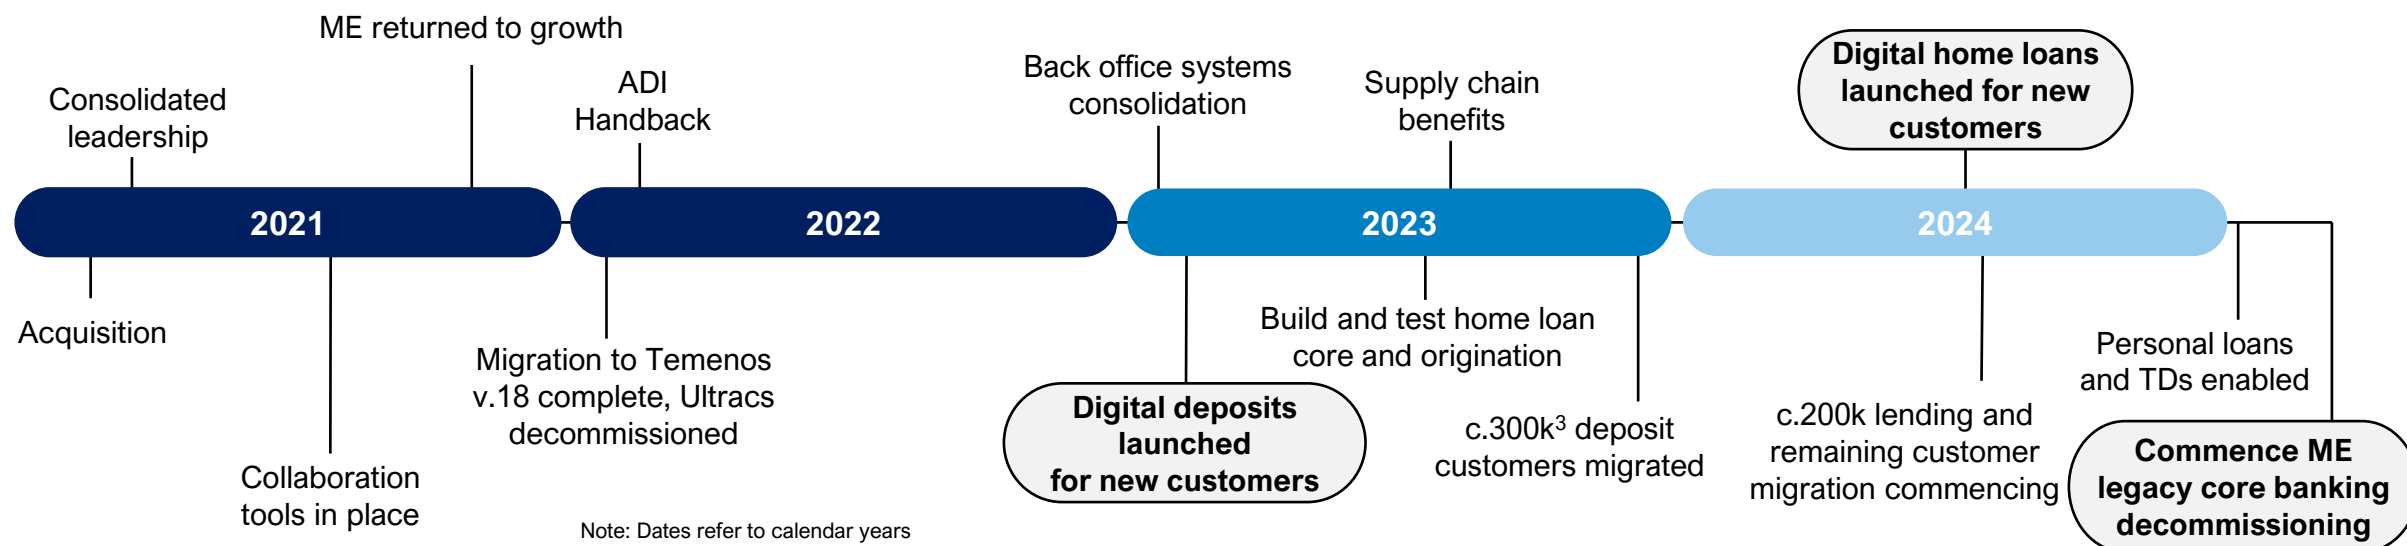 ME returned to growth
Consolidated
leadership
ADI
Handback
Back office systems
consolidation
Supply chain
benefits
Digital home loans
launched for new
customers
2021
2022
2023
2024
Acquisition
Collaboration
tools in place
Migration to Temenos
v.18 complete, Ultracs
decommissioned
Digital deposits
launched
for new customers
Build and test home loan
core and origination
c.300k³ deposit
customers migrated
c.200k lending and
remaining customer
migration commencing
Personal loans
and TDs enabled
Commence ME
legacy core banking
decommissioning
Note: Dates refer to calendar years